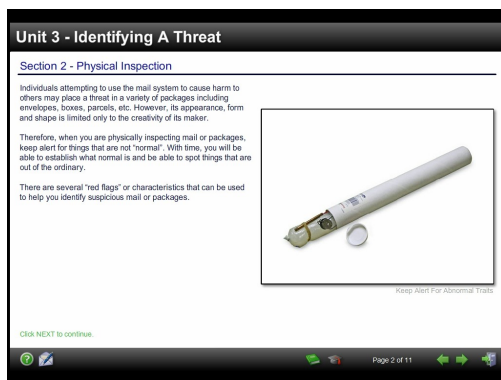 Unit 3 - Identifying A Threat
Section 2 - Physical Inspection
Individuals attempting to use the mail system to cause harm to
others may place a threat in a variety of packages including
envelopes, boxes, parcels, etc. However, its appearance, form
and shape is limited only to the creativity of its maker.
Therefore, when you are physically inspecting mail or packages,
keep alert for things that are not “normal”. With time, you will be
able to establish what normal is and be able to spot things that are
out of the ordinary.
There are several “red flags” or characteristics that can be used
to help you identify suspicious mail or packages.
Keep Alert For Abnormal Traits
Click NEXT to continue.
Page 2 of 11